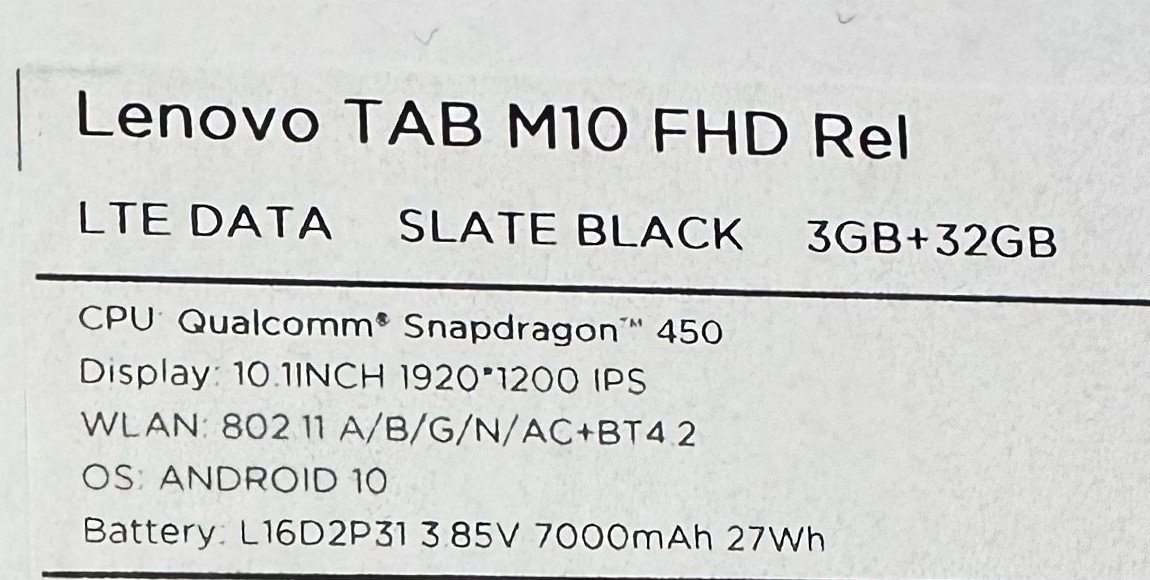 Lenovo TAB M10 FHD Rel
LTE DATA SLATE BLACK 3GB+32GB
CPU: Qualcomm® Snapdragon™ 450
Display: 10.1INCH 1920*1200 IPS
WLAN: 802.11 A/B/G/N/AC+BT4.2
OS: ANDROID 10
Battery: L16D2P31 3.85V 7000mAh 27Wh